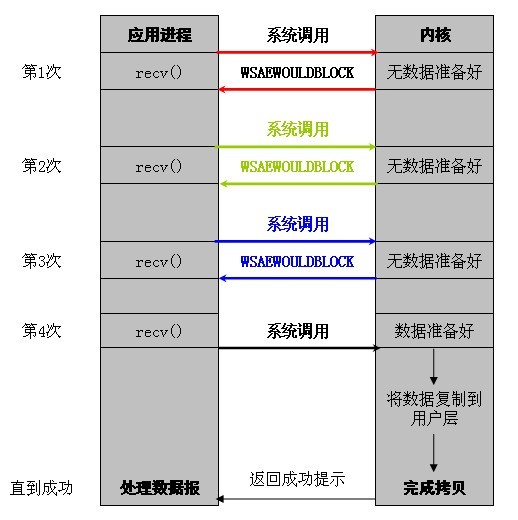 应用进程 系统调用 内核
第1次 recv() WSAEWOULDBLOCK 无数据准备好
系统调用
第2次 recv() WSAEWOULDBLOCK 无数据准备好
系统调用
第3次 recv() WSAEWOULDBLOCK 无数据准备好
第4次 recv() 系统调用 数据准备好
将数据复制到
用户层
直到成功 处理数据报 返回成功提示 完成拷贝